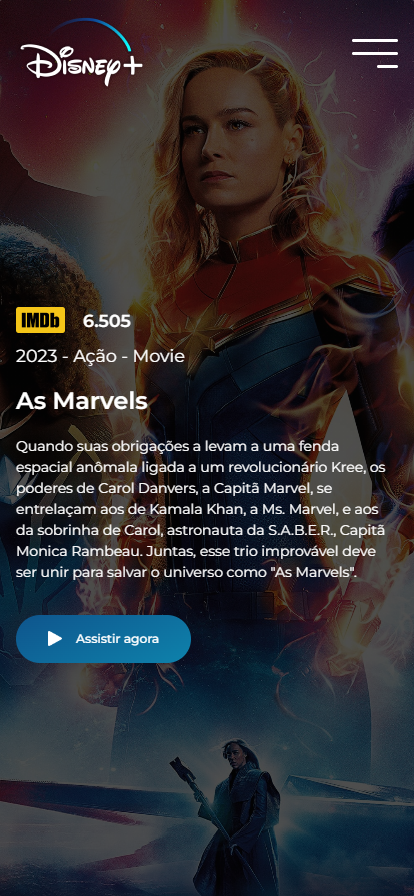 Disney+
IMDb 6.505
2023 - Ação - Movie
As Marvels
Quando suas obrigações a levam a uma fenda
espacial anômala ligada a um revolucionário Kree, os
poderes de Carol Danvers, a Capitã Marvel, se
entrelaçam aos de Kamala Khan, a Ms. Marvel, e aos
da sobrinha de Carol, astronauta da S.A.B.E.R., Capitã
Monica Rambeau. Juntas, esse trio improvável deve
ser unir para salvar o universo como "As Marvels".
Assistir agora